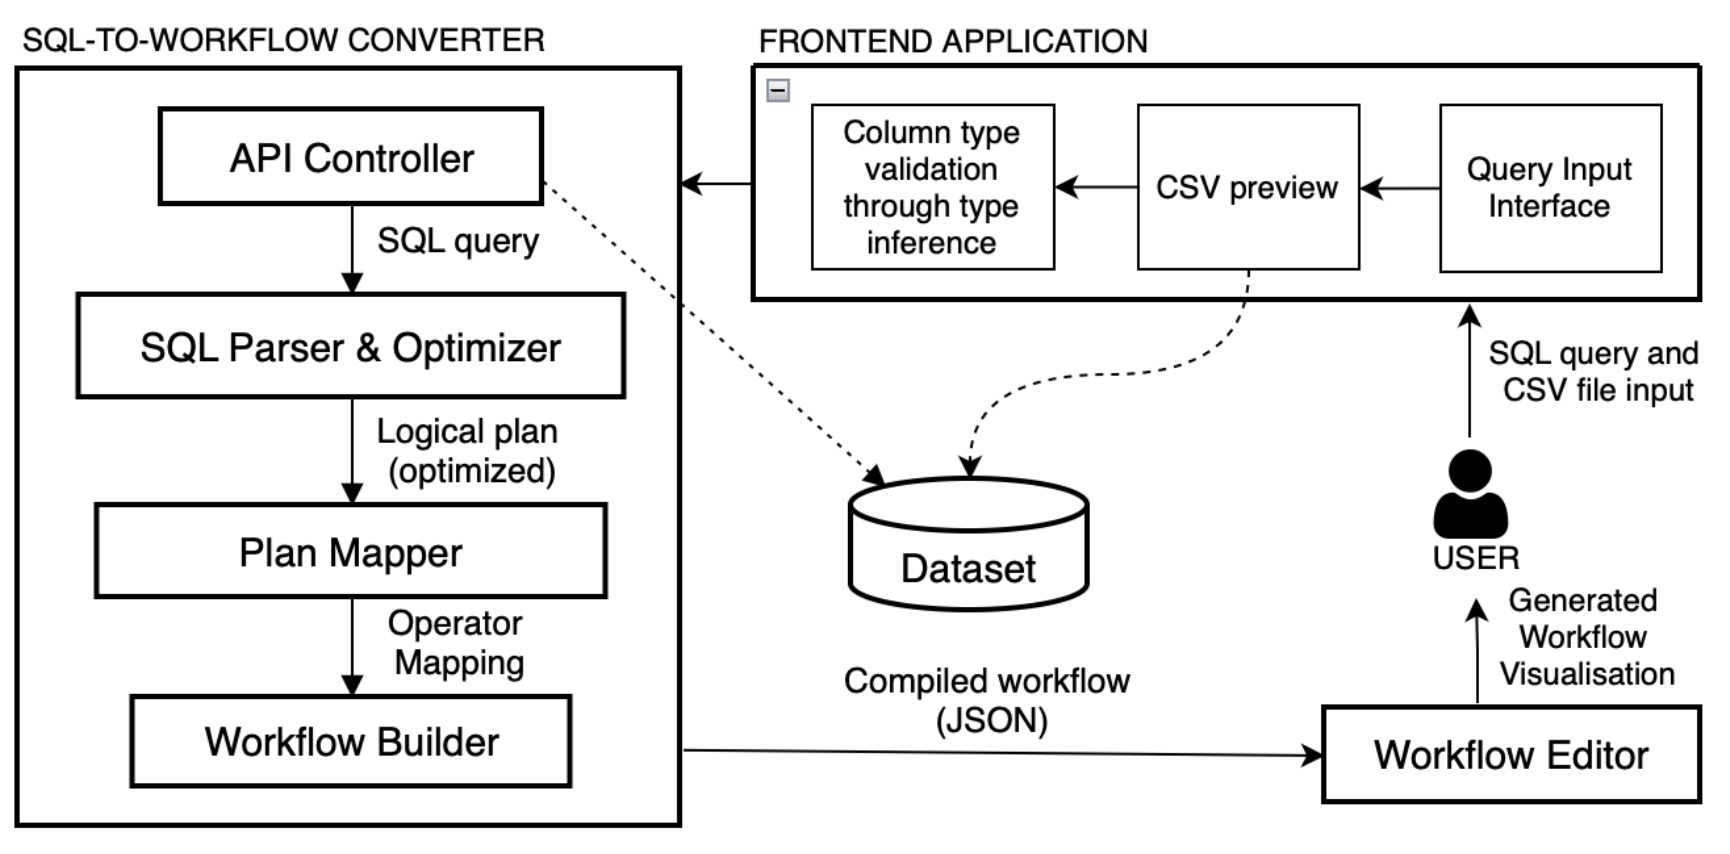 SQL-TO-WORKFLOW CONVERTER
API Controller
SQL query
SQL Parser & Optimizer
Logical plan
(optimized)
Plan Mapper
Operator
Mapping
Workflow Builder
FRONTEND APPLICATION
Column type
validation
through type
inference
CSV preview
Query Input
Interface
SQL query and
CSV file input
USER
Dataset
Generated
Workflow
Visualisation
Compiled workflow
(JSON)
Workflow Editor